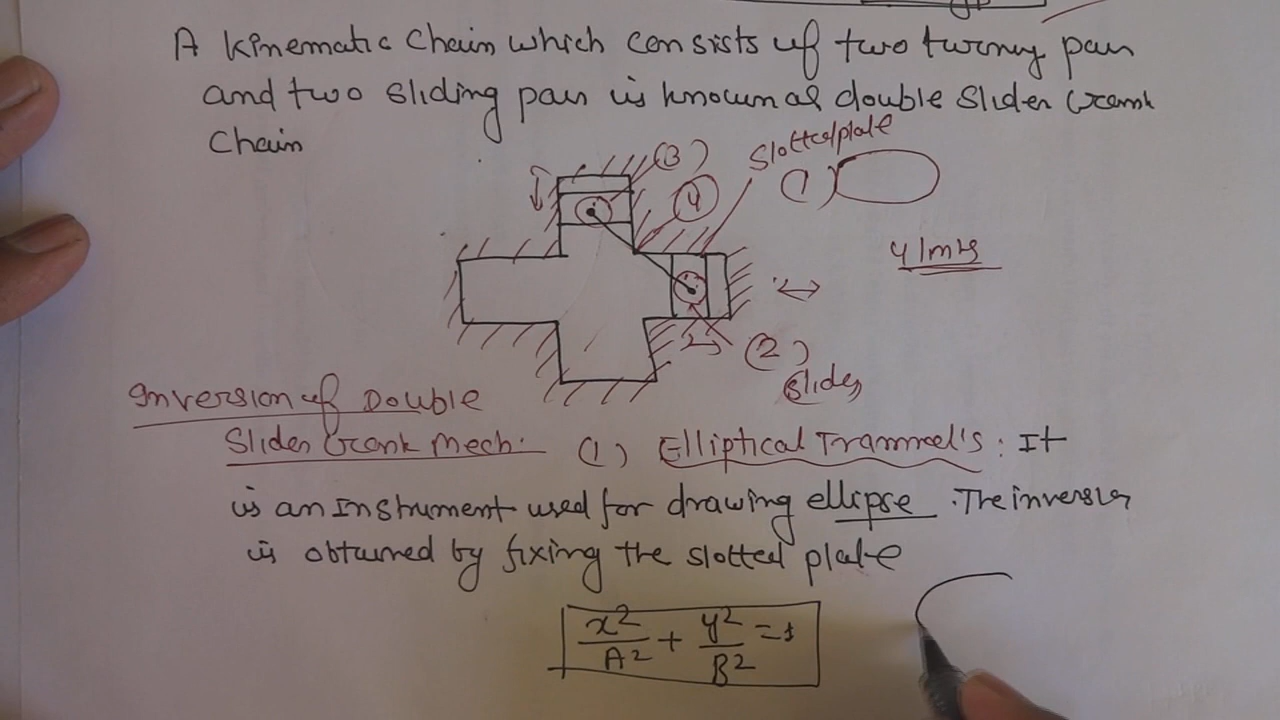 A kinematic Chain which consists of two turning pair
and two sliding pair is known as double slider Crank
Chain
Slotted plate
(3)
(4)
(1)
4 links
(2)
Slider
Inversion of Double
Slider Crank Mech. (1) Elliptical Trammel's : It
is an Instrument used for drawing ellipse . The inversion
is obtained by fixing the slotted plate
x²/A² + y²/B² = 1